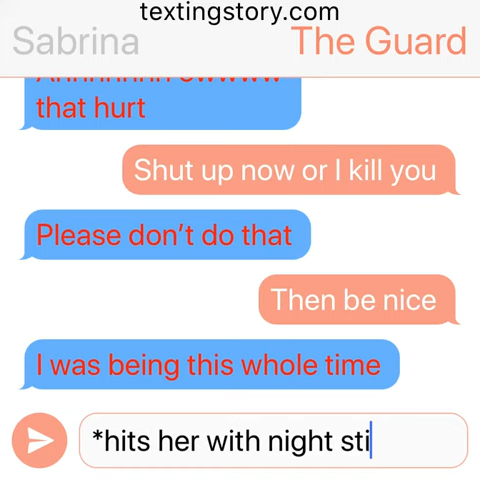 textingstory.com
Sabrina
The Guard
that hurt
Shut up now or I kill you
Please don't do that
Then be nice
I was being this whole time
*hits her with night sti